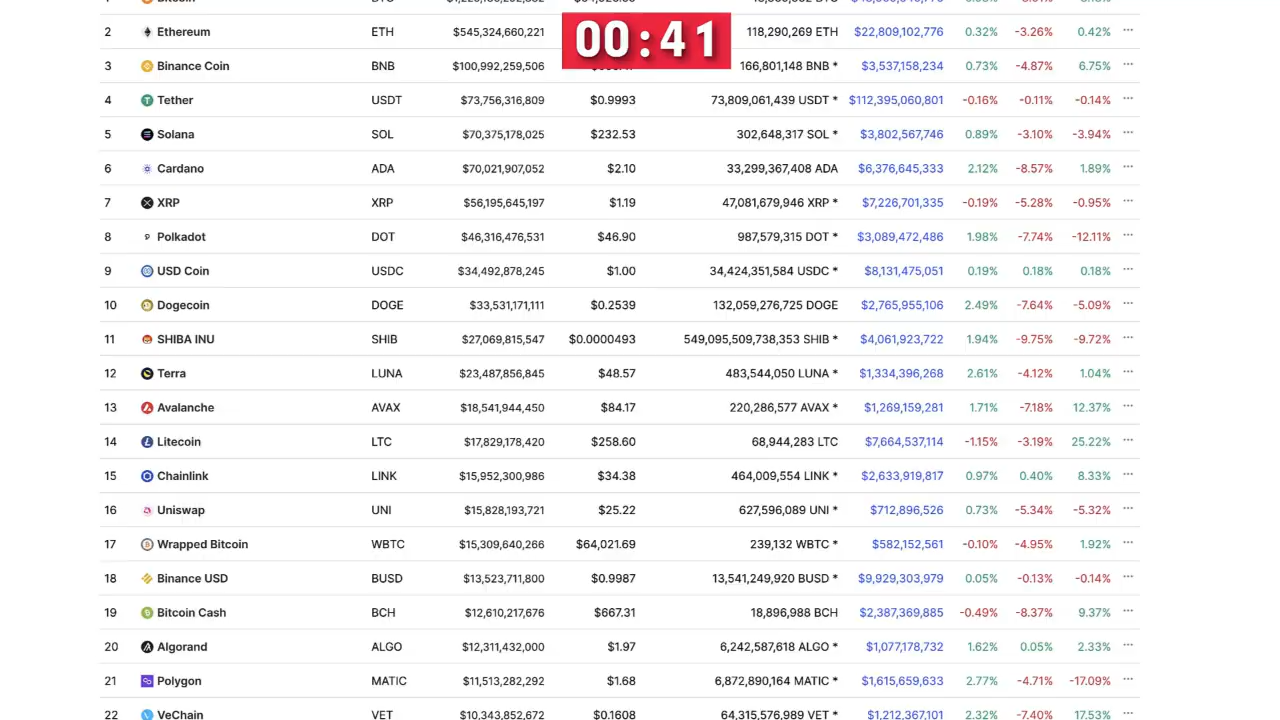 00:41
2 Ethereum ETH $545,324,660,221 118,290,269 ETH $22,809,102,776 0.32% -3.26% 0.42% ...
3 Binance Coin BNB $100,992,259,506 166,801,148 BNB * $3,537,158,234 0.73% -4.87% 6.75% ...
4 Tether USDT $73,756,316,809 $0.9993 73,809,061,439 USDT * $112,395,060,801 -0.16% -0.11% -0.14% ...
5 Solana SOL $70,375,178,025 $232.53 302,648,317 SOL * $3,802,567,746 0.89% -3.10% -3.94% ...
6 Cardano ADA $70,021,907,052 $2.10 33,299,367,408 ADA $6,376,645,333 2.12% -8.57% 1.89% ...
7 XRP XRP $56,195,645,197 $1.19 47,081,679,946 XRP * $7,226,701,335 -0.19% -5.28% -0.95% ...
8 Polkadot DOT $46,316,476,531 $46.90 987,579,315 DOT * $3,089,472,486 1.98% -7.74% -12.11% ...
9 USD Coin USDC $34,492,878,245 $1.00 34,424,351,584 USDC * $8,131,475,051 0.19% 0.18% 0.18% ...
10 Dogecoin DOGE $33,531,171,111 $0.2539 132,059,276,725 DOGE $2,765,955,106 2.49% -7.64% -5.09% ...
11 SHIBA INU SHIB $27,069,815,547 $0.0000493 549,095,509,738,353 SHIB * $4,061,923,722 1.94% -9.75% -9.72% ...
12 Terra LUNA $23,487,856,845 $48.57 483,544,050 LUNA * $1,334,396,268 2.61% -4.12% 1.04% ...
13 Avalanche AVAX $18,541,944,450 $84.17 220,286,577 AVAX * $1,269,159,281 1.71% -7.18% 12.37% ...
14 Litecoin LTC $17,829,178,420 $258.60 68,944,283 LTC $7,664,537,114 -1.15% -3.19% 25.22% ...
15 Chainlink LINK $15,952,300,986 $34.38 464,009,554 LINK * $2,633,919,817 0.97% 0.40% 8.33% ...
16 Uniswap UNI $15,828,193,721 $25.22 627,596,089 UNI * $712,896,526 0.73% -5.34% -5.32% ...
17 Wrapped Bitcoin WBTC $15,309,640,266 $64,021.69 239,132 WBTC * $582,152,561 -0.10% -4.95% 1.92% ...
18 Binance USD BUSD $13,523,711,800 $0.9987 13,541,249,920 BUSD * $9,929,303,979 0.05% -0.13% -0.14% ...
19 Bitcoin Cash BCH $12,610,217,676 $667.31 18,896,988 BCH $2,387,369,885 -0.49% -8.37% 9.37% ...
20 Algorand ALGO $12,311,432,000 $1.97 6,242,587,618 ALGO * $1,077,178,732 1.62% 0.05% 2.33% ...
21 Polygon MATIC $11,513,282,292 $1.68 6,872,890,164 MATIC * $1,615,659,633 2.77% -4.71% -17.09% ...
22 VeChain VET $10,343,852,672 $0.1608 64,315,576,989 VET * $1,212,367,101 2.32% -7.40% 17.53% ...